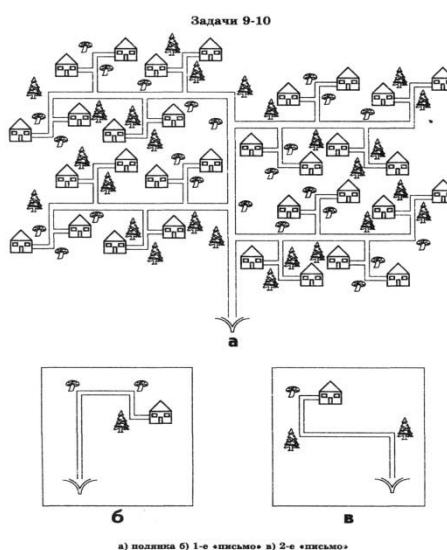 Задачи 9-10
а
б
в
а) полянка б) 1-е «письмо» в) 2-е «письмо»